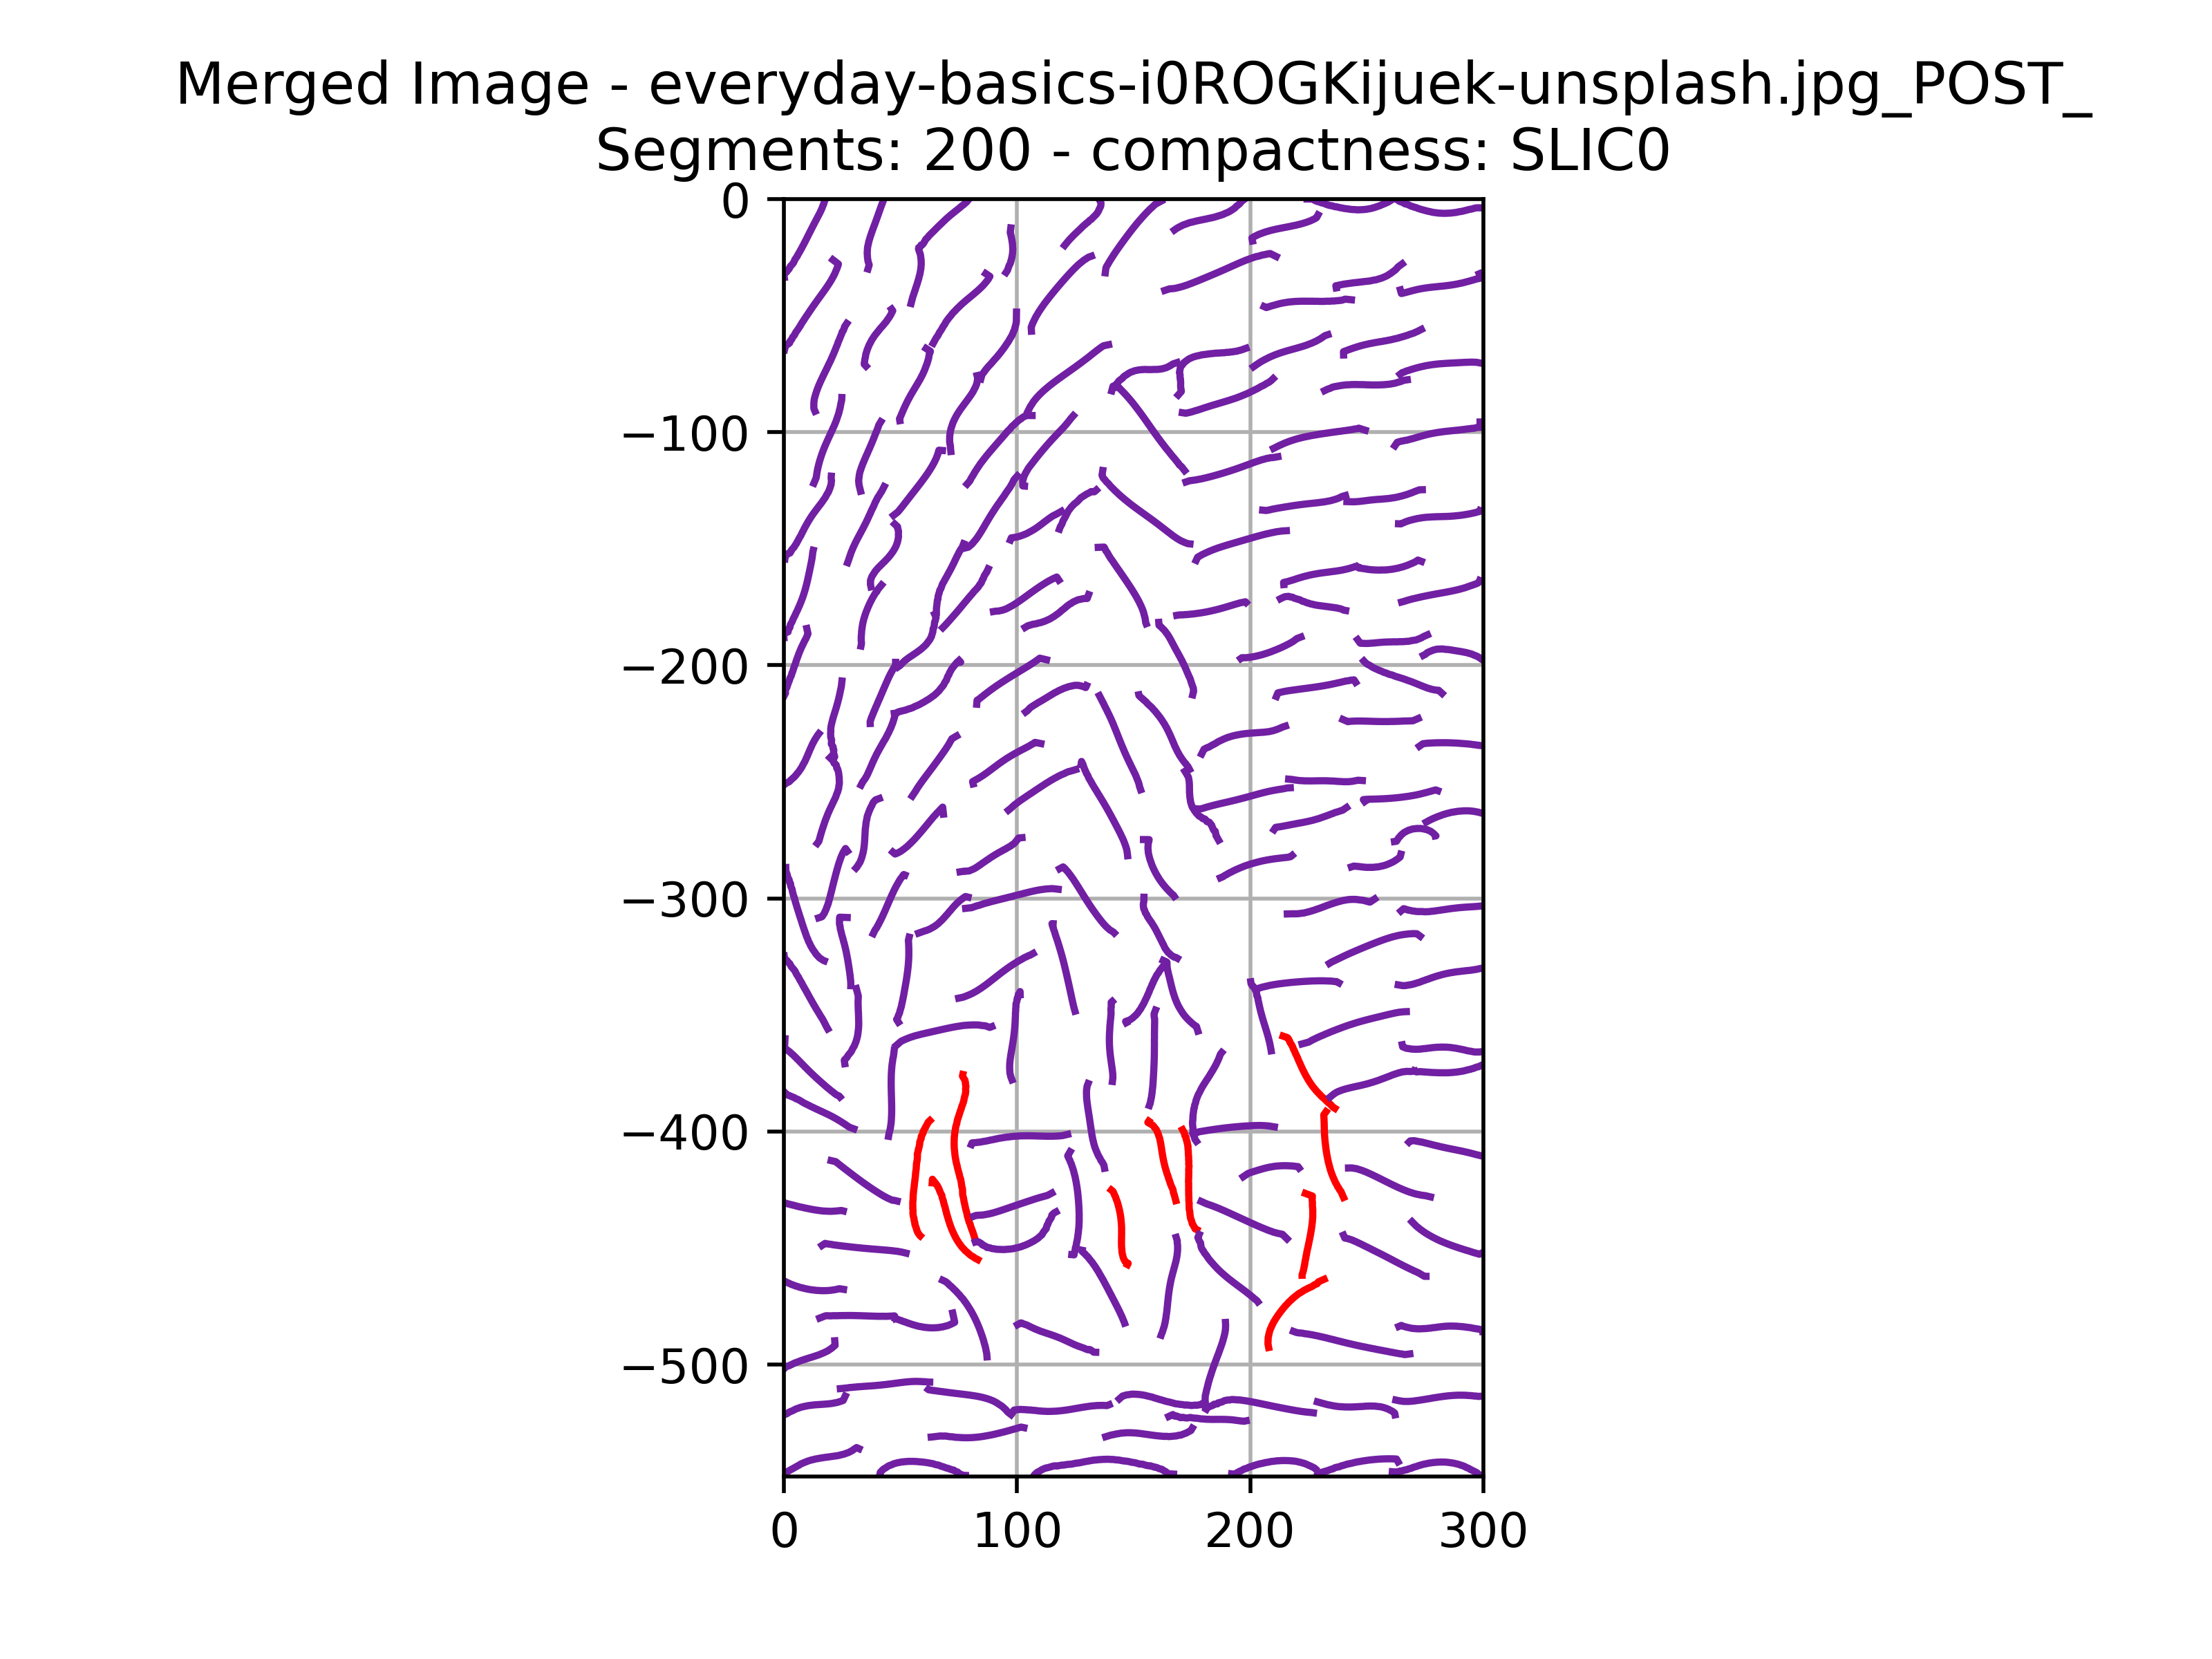 Merged Image - everyday-basics-i0ROGKijuek-unsplash.jpg_POST_
Segments: 200 - compactness: SLIC0
0
−100
−200
−300
−400
−500
0 100 200 300